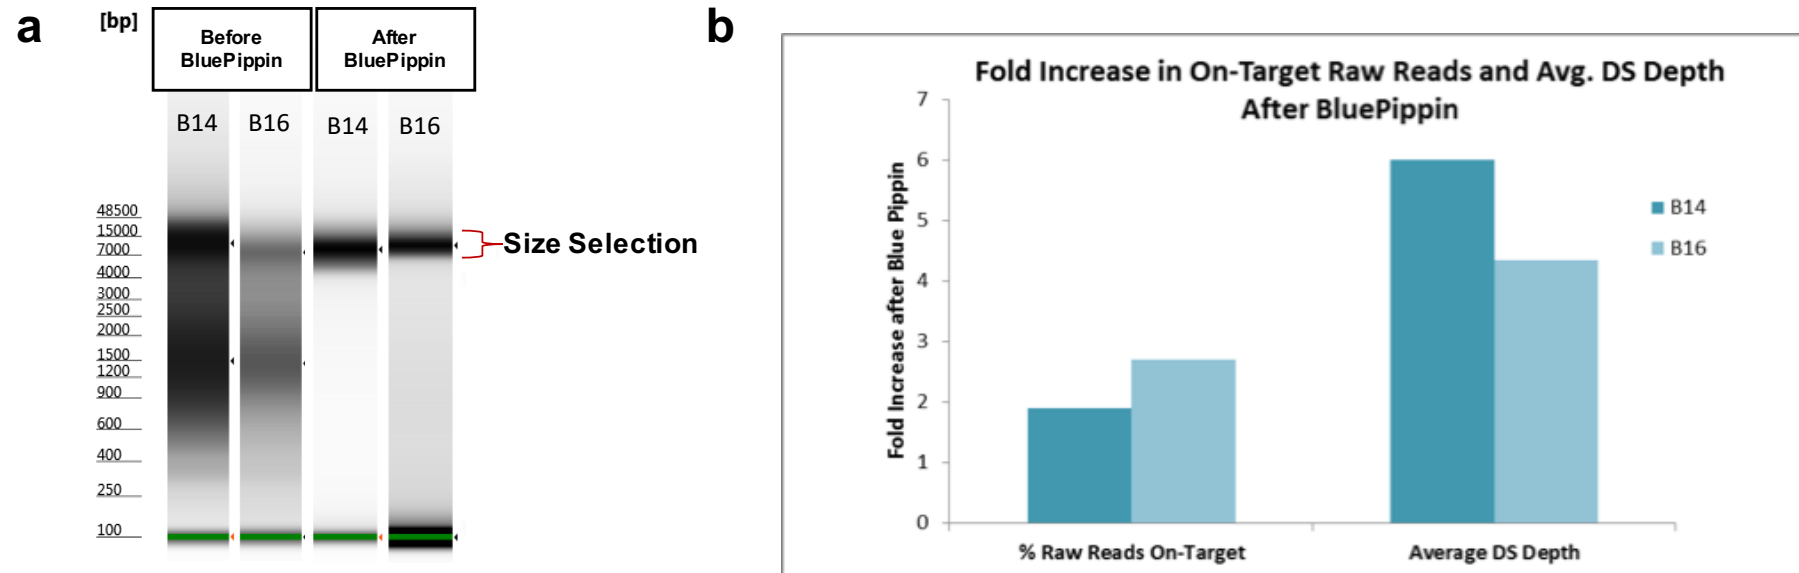 a
[bp]
Before
BluePippin
After
BluePippin
B14
B16
B14
B16
48500
15000
7000
4000
3000
2500
2000
1500
1200
900
600
400
250
100
Size Selection
b
Fold Increase in On-Target Raw Reads and Avg. DS Depth
After BluePippin
Fold Increase after Blue Pippin
7
6
5
4
3
2
1
0
% Raw Reads On-Target
Average DS Depth
B14
B16